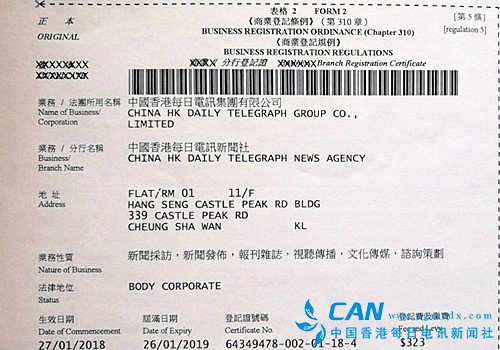 表格 2 FORM 2
正本 《商業登記條例》（第 310 章） [第 5 條]
ORIGINAL BUSINESS REGISTRATION ORDINANCE (Chapter 310) [regulation 5]
《商業登記規例》
BUSINESS REGISTRATION REGULATIONS
分行登記證 Branch Registration Certificate
業務 / 法團所用名稱 中國香港每日電訊集團有限公司
Name of Business/ CHINA HK DAILY TELEGRAPH GROUP CO.,
Corporation LIMITED
業務 / 分行名稱 中國香港每日電訊新聞社
Business/ CHINA HK DAILY TELEGRAPH NEWS AGENCY
Branch Name
地址 FLAT/RM 01 11/F
Address HANG SENG CASTLE PEAK RD BLDG
339 CASTLE PEAK RD
CHEUNG SHA WAN KL
業務性質 新聞採訪，新聞發佈，報刊雜誌，視聽傳播，文化傳媒，諮詢策劃
Nature of Business
法律地位 BODY CORPORATE
Status
CAN
生效日期 屆滿日期 登記證號碼 登記費及徵費
Date of Commencement Date of Expiry Certificate No. Fee and Levy
中国香港每日电讯新闻社
27/01/2018 26/01/2019 64349478-002-01-18-4 $323